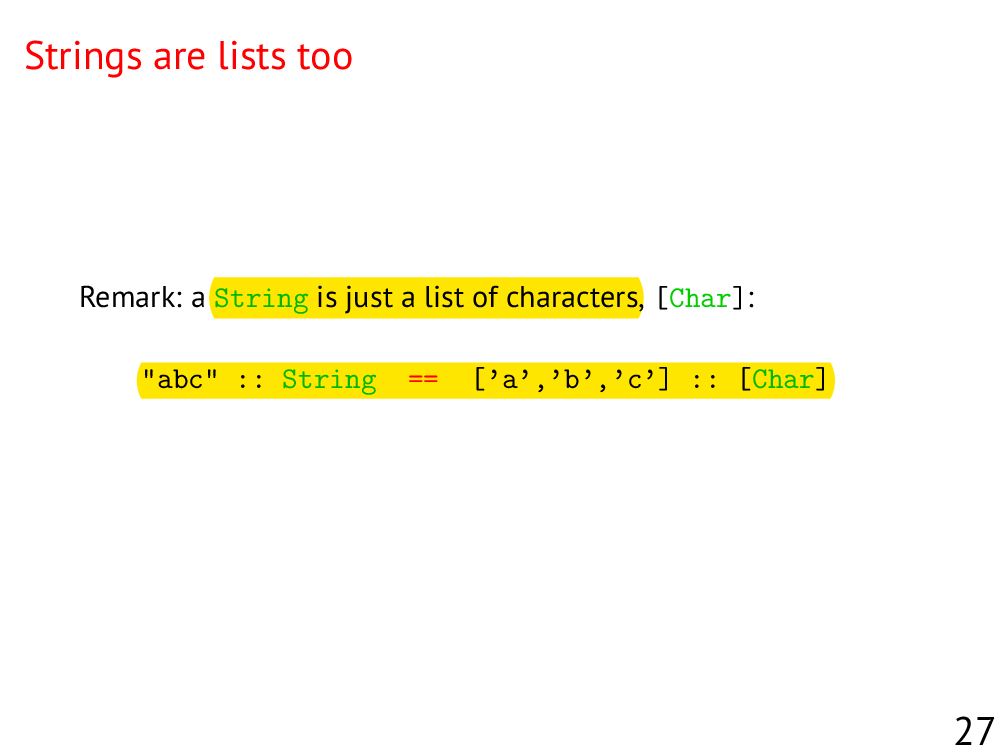 Strings are lists too
Remark: a String is just a list of characters, [Char]:
"abc" :: String == [’a’,’b’,’c’] :: [Char]
27